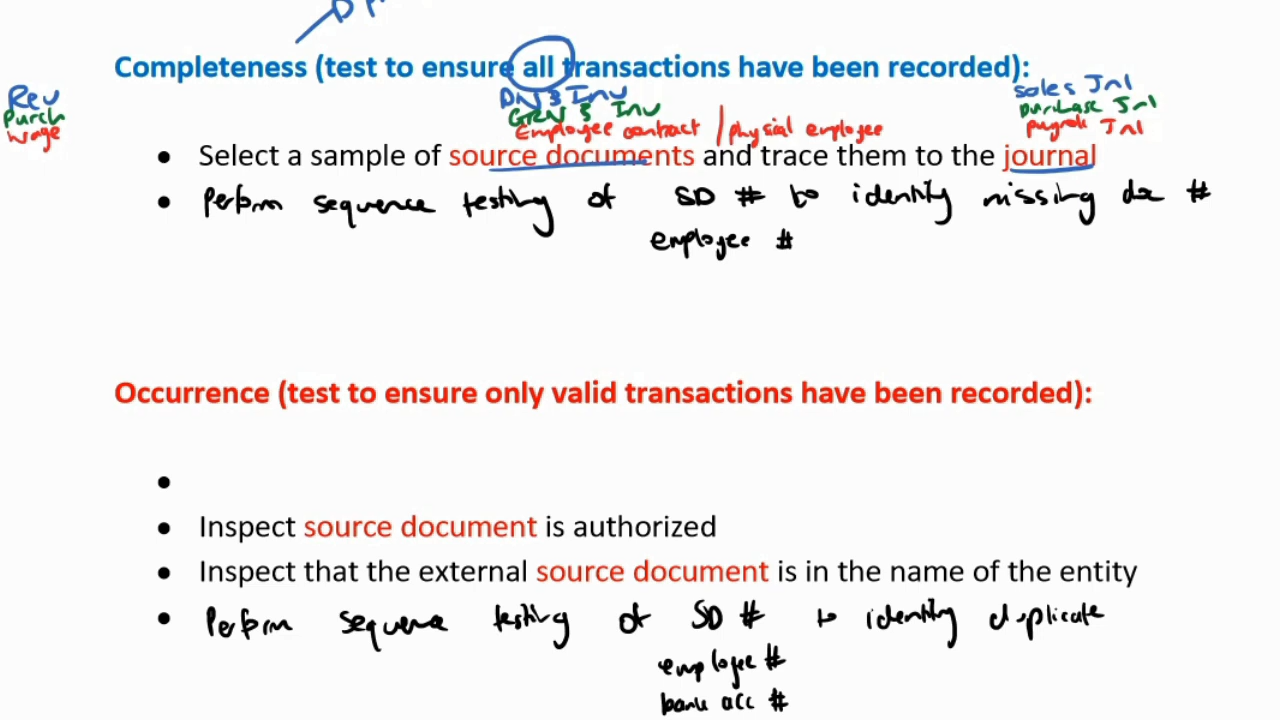 Completeness (test to ensure all transactions have been recorded):
Rev DN & Inv sales Jnl
Purch GRN & Inv purchase Jnl
Wage Employee contract / physical employee payroll Jnl
• Select a sample of source documents and trace them to the journal
• Perform sequence testing of SD # to identify missing doc #
employee #
Occurrence (test to ensure only valid transactions have been recorded):
•
• Inspect source document is authorized
• Inspect that the external source document is in the name of the entity
• Perform sequence testing of SD # to identify duplicate
employee #
bank acc #